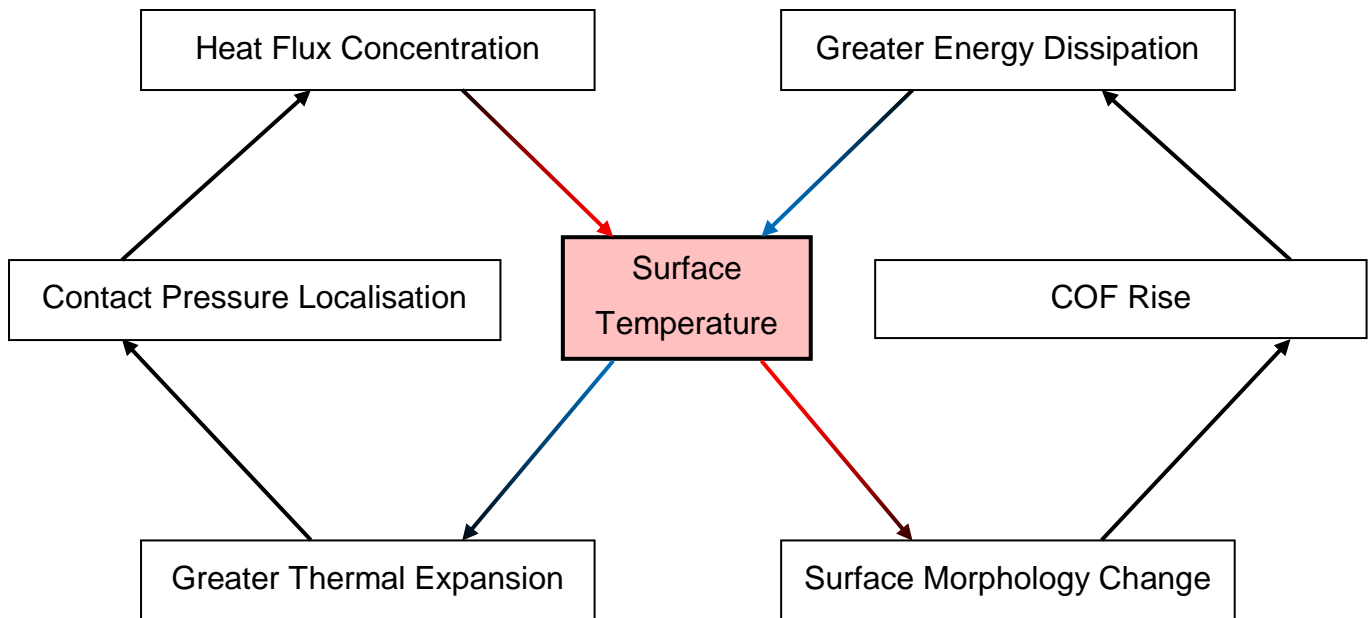 Heat Flux Concentration
Greater Energy Dissipation
Surface
Temperature
Contact Pressure Localisation
COF Rise
Greater Thermal Expansion
Surface Morphology Change